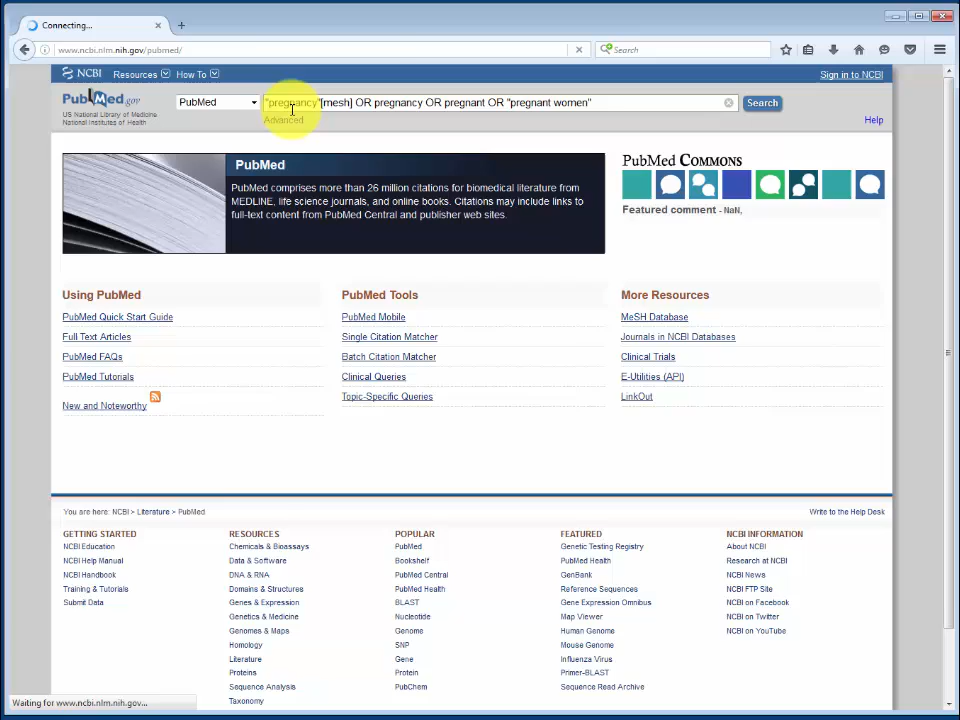 Connecting...
www.ncbi.nlm.nih.gov/pubmed/
Search
NCBI Resources How To
Sign in to NCBI
PubMed.gov
US National Library of Medicine
National Institutes of Health
PubMed
"pregnancy"[mesh] OR pregnancy OR pregnant OR "pregnant women"
Search
Advanced
Help
PubMed
PubMed comprises more than 26 million citations for biomedical literature from
MEDLINE, life science journals, and online books. Citations may include links to
full-text content from PubMed Central and publisher web sites.
PubMed Commons
Featured comment - NaN,
Using PubMed
PubMed Quick Start Guide
Full Text Articles
PubMed FAQs
PubMed Tutorials
New and Noteworthy
PubMed Tools
PubMed Mobile
Single Citation Matcher
Batch Citation Matcher
Clinical Queries
Topic-Specific Queries
More Resources
MeSH Database
Journals in NCBI Databases
Clinical Trials
E-Utilities (API)
LinkOut
You are here: NCBI > Literature > PubMed
Write to the Help Desk
GETTING STARTED
NCBI Education
NCBI Help Manual
NCBI Handbook
Training & Tutorials
Submit Data
RESOURCES
Chemicals & Bioassays
Data & Software
DNA & RNA
Domains & Structures
Genes & Expression
Genetics & Medicine
Genomes & Maps
Homology
Literature
Proteins
Sequence Analysis
Taxonomy
POPULAR
PubMed
Bookshelf
PubMed Central
PubMed Health
BLAST
Nucleotide
Genome
SNP
Gene
Protein
PubChem
FEATURED
Genetic Testing Registry
PubMed Health
GenBank
Reference Sequences
Gene Expression Omnibus
Map Viewer
Human Genome
Mouse Genome
Influenza Virus
Primer-BLAST
Sequence Read Archive
NCBI INFORMATION
About NCBI
Research at NCBI
NCBI News
NCBI FTP Site
NCBI on Facebook
NCBI on Twitter
NCBI on YouTube
Waiting for www.ncbi.nlm.nih.gov...